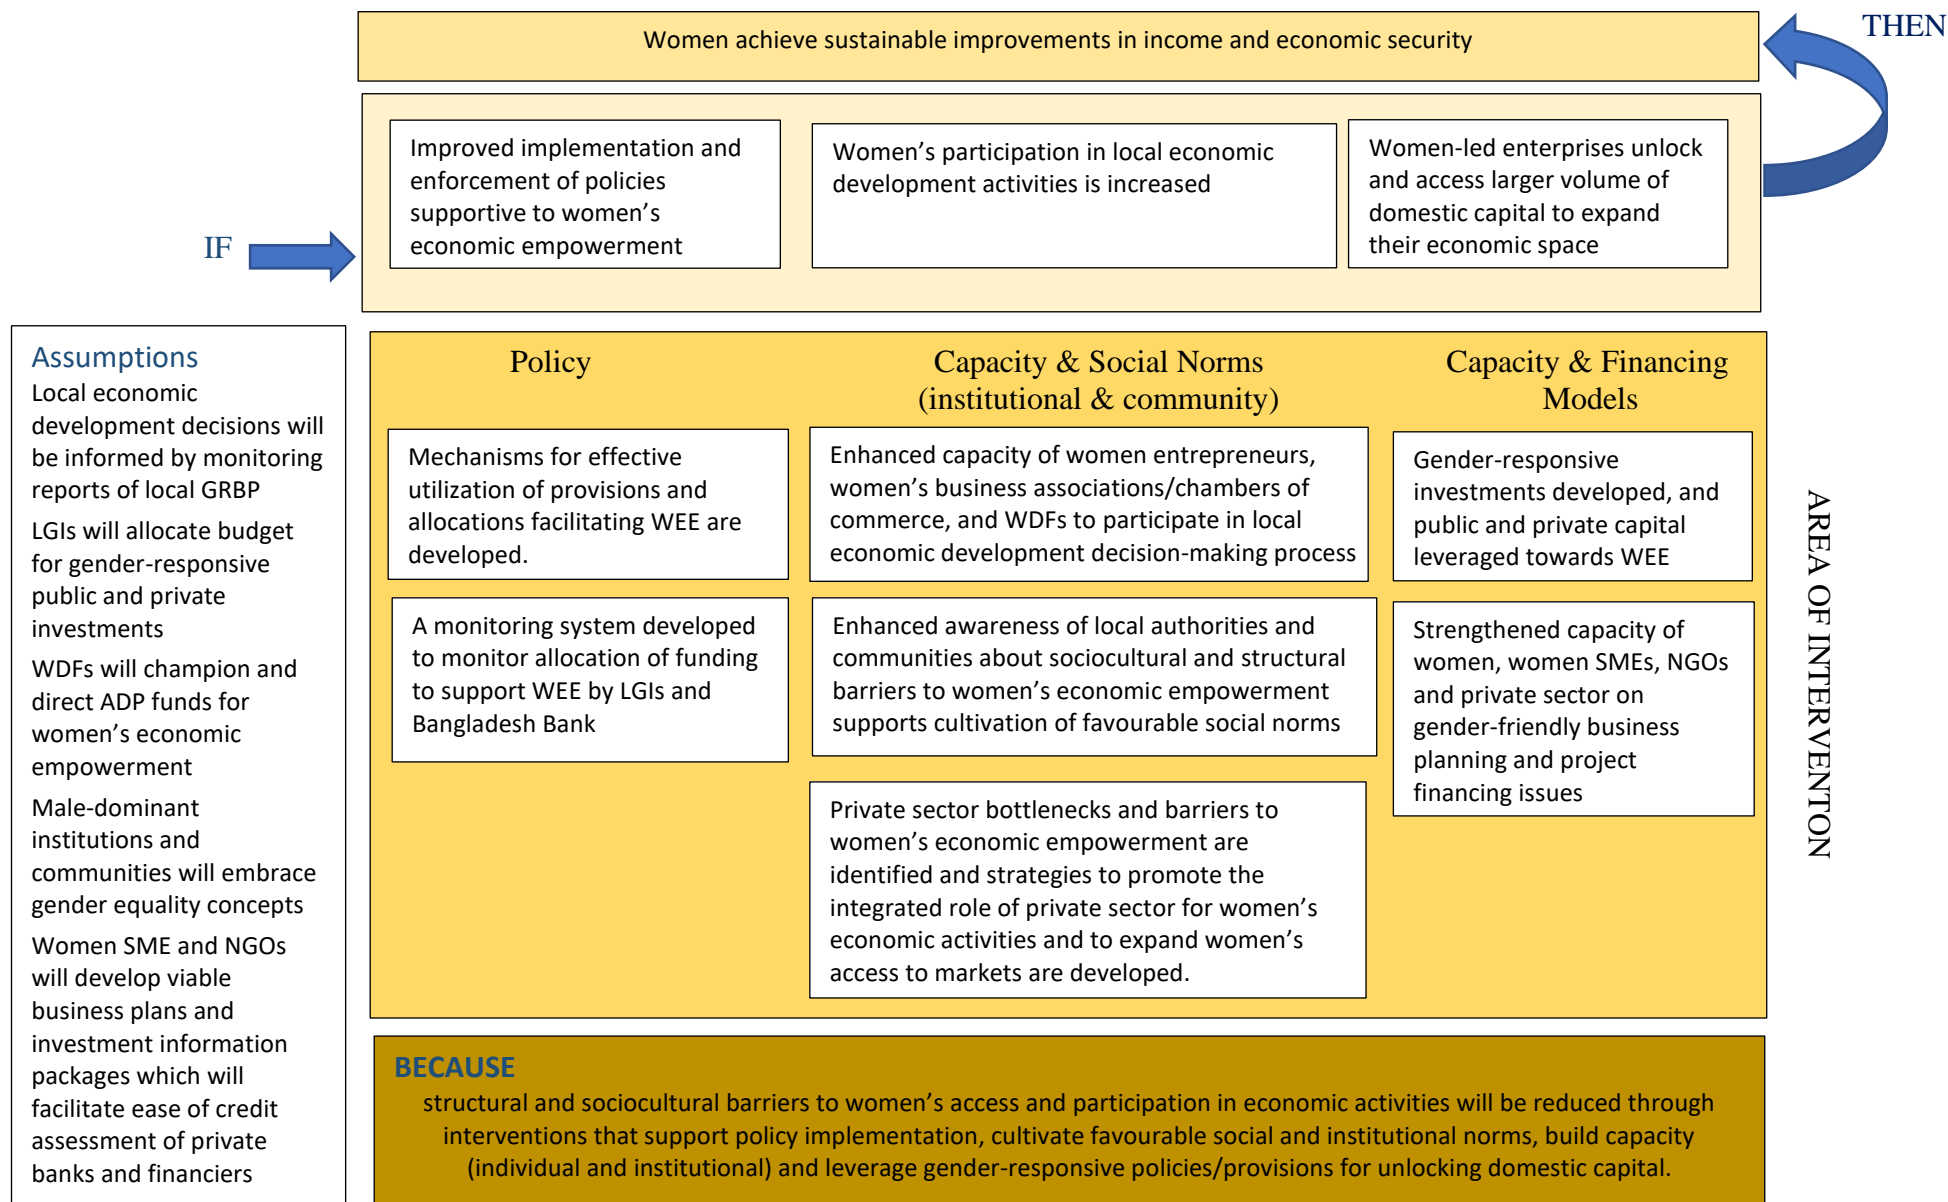 THEN
Women achieve sustainable improvements in income and economic security
IF
Improved implementation and
enforcement of policies
supportive to women’s
economic empowerment
Women’s participation in local economic
development activities is increased
Women-led enterprises unlock
and access larger volume of
domestic capital to expand
their economic space
Assumptions
Local economic
development decisions will
be informed by monitoring
reports of local GRBP
LGIs will allocate budget
for gender-responsive
public and private
investments
WDFs will champion and
direct ADP funds for
women’s economic
empowerment
Male-dominant
institutions and
communities will embrace
gender equality concepts
Women SME and NGOs
will develop viable
business plans and
investment information
packages which will
facilitate ease of credit
assessment of private
banks and financiers
Policy
Mechanisms for effective
utilization of provisions and
allocations facilitating WEE are
developed.
A monitoring system developed
to monitor allocation of funding
to support WEE by LGIs and
Bangladesh Bank
Capacity & Social Norms
(institutional & community)
Enhanced capacity of women entrepreneurs,
women’s business associations/chambers of
commerce, and WDFs to participate in local
economic development decision-making process
Enhanced awareness of local authorities and
communities about sociocultural and structural
barriers to women’s economic empowerment
supports cultivation of favourable social norms
Private sector bottlenecks and barriers to
women’s economic empowerment are
identified and strategies to promote the
integrated role of private sector for women’s
economic activities and to expand women’s
access to markets are developed.
Capacity & Financing
Models
Gender-responsive
investments developed, and
public and private capital
leveraged towards WEE
Strengthened capacity of
women, women SMEs, NGOs
and private sector on
gender-friendly business
planning and project
financing issues
AREA OF INTERVENTON
BECAUSE
structural and sociocultural barriers to women’s access and participation in economic activities will be reduced through
interventions that support policy implementation, cultivate favourable social and institutional norms, build capacity
(individual and institutional) and leverage gender-responsive policies/provisions for unlocking domestic capital.